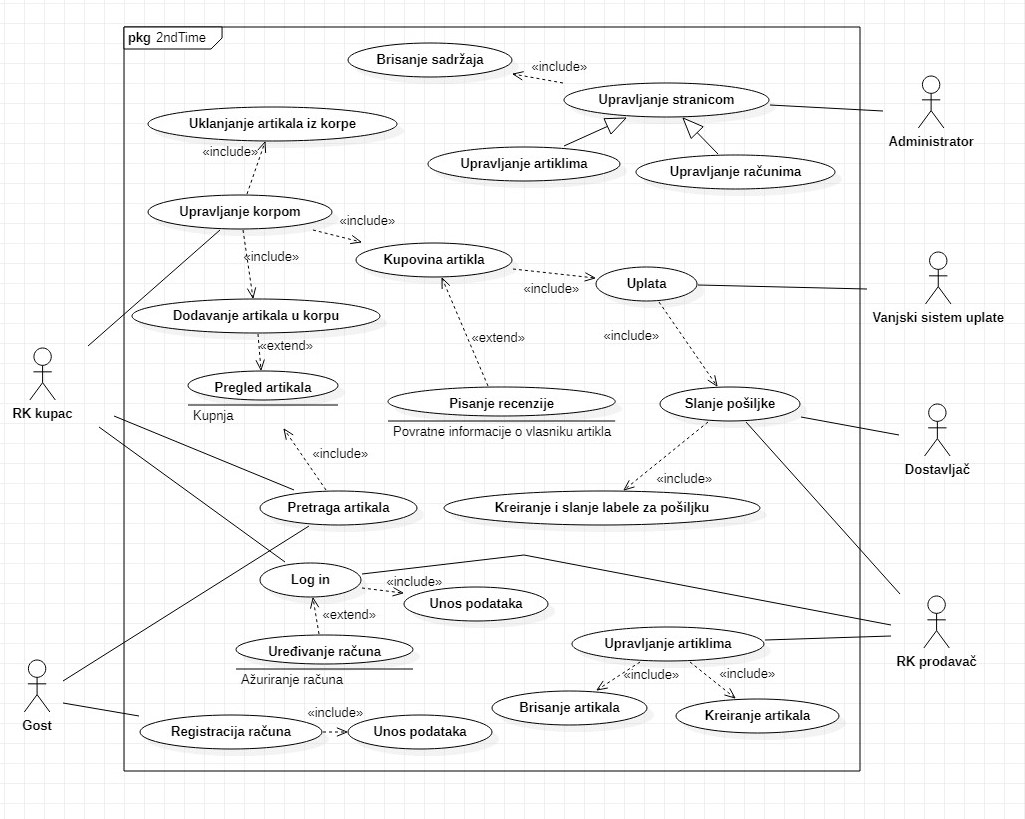 pkg 2ndTime
Brisanje sadržaja
«include»
Upravljanje stranicom
Administrator
Uklanjanje artikala iz korpe
«include»
Upravljanje artiklima
Upravljanje računima
Upravljanje korpom
«include»
«include»
Kupovina artikla
«include»
Uplata
Vanjski sistem uplate
Dodavanje artikala u korpu
«extend»
«extend»
«include»
Pregled artikala
Kupnja
RK kupac
Pisanje recenzije
Povratne informacije o vlasniku artikla
Slanje pošiljke
Dostavljač
«include»
«include»
Pretraga artikala
Kreiranje i slanje labele za pošiljku
Log in
«include»
Unos podataka
«extend»
Uređivanje računa
Ažuriranje računa
Upravljanje artiklima
RK prodavač
«include»
«include»
Brisanje artikala
Kreiranje artikala
Gost
«include»
Registracija računa
Unos podataka